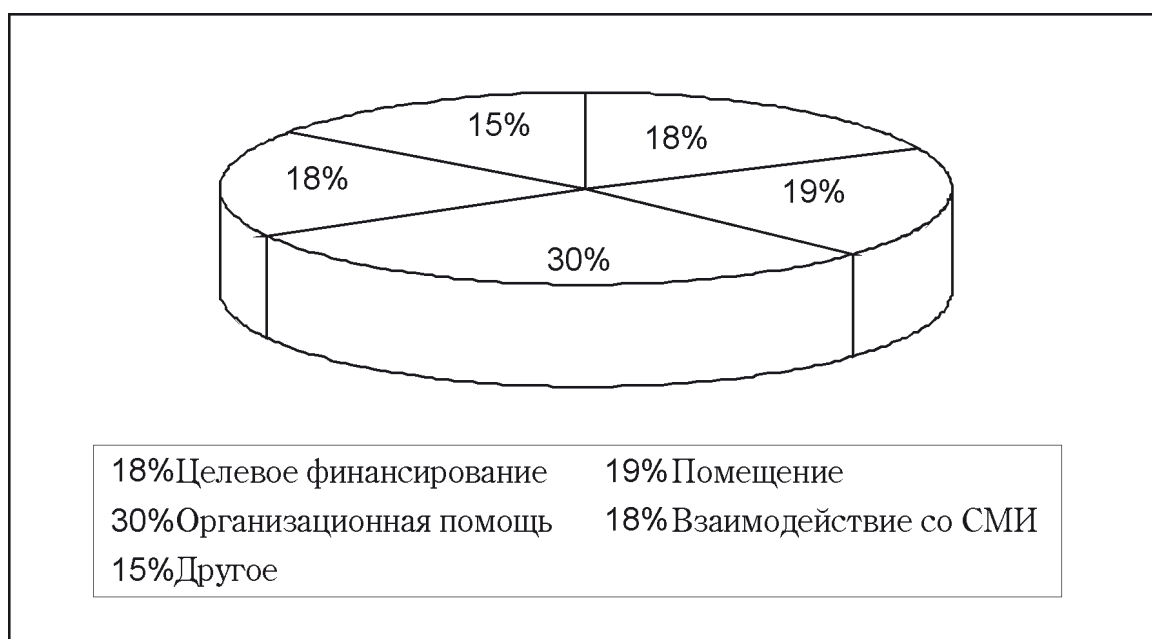 15%
18%
18%
19%
30%
18%Целевое финансирование
19%Помещение
30%Организационная помощь
18%Взаимодействие со СМИ
15%Другое